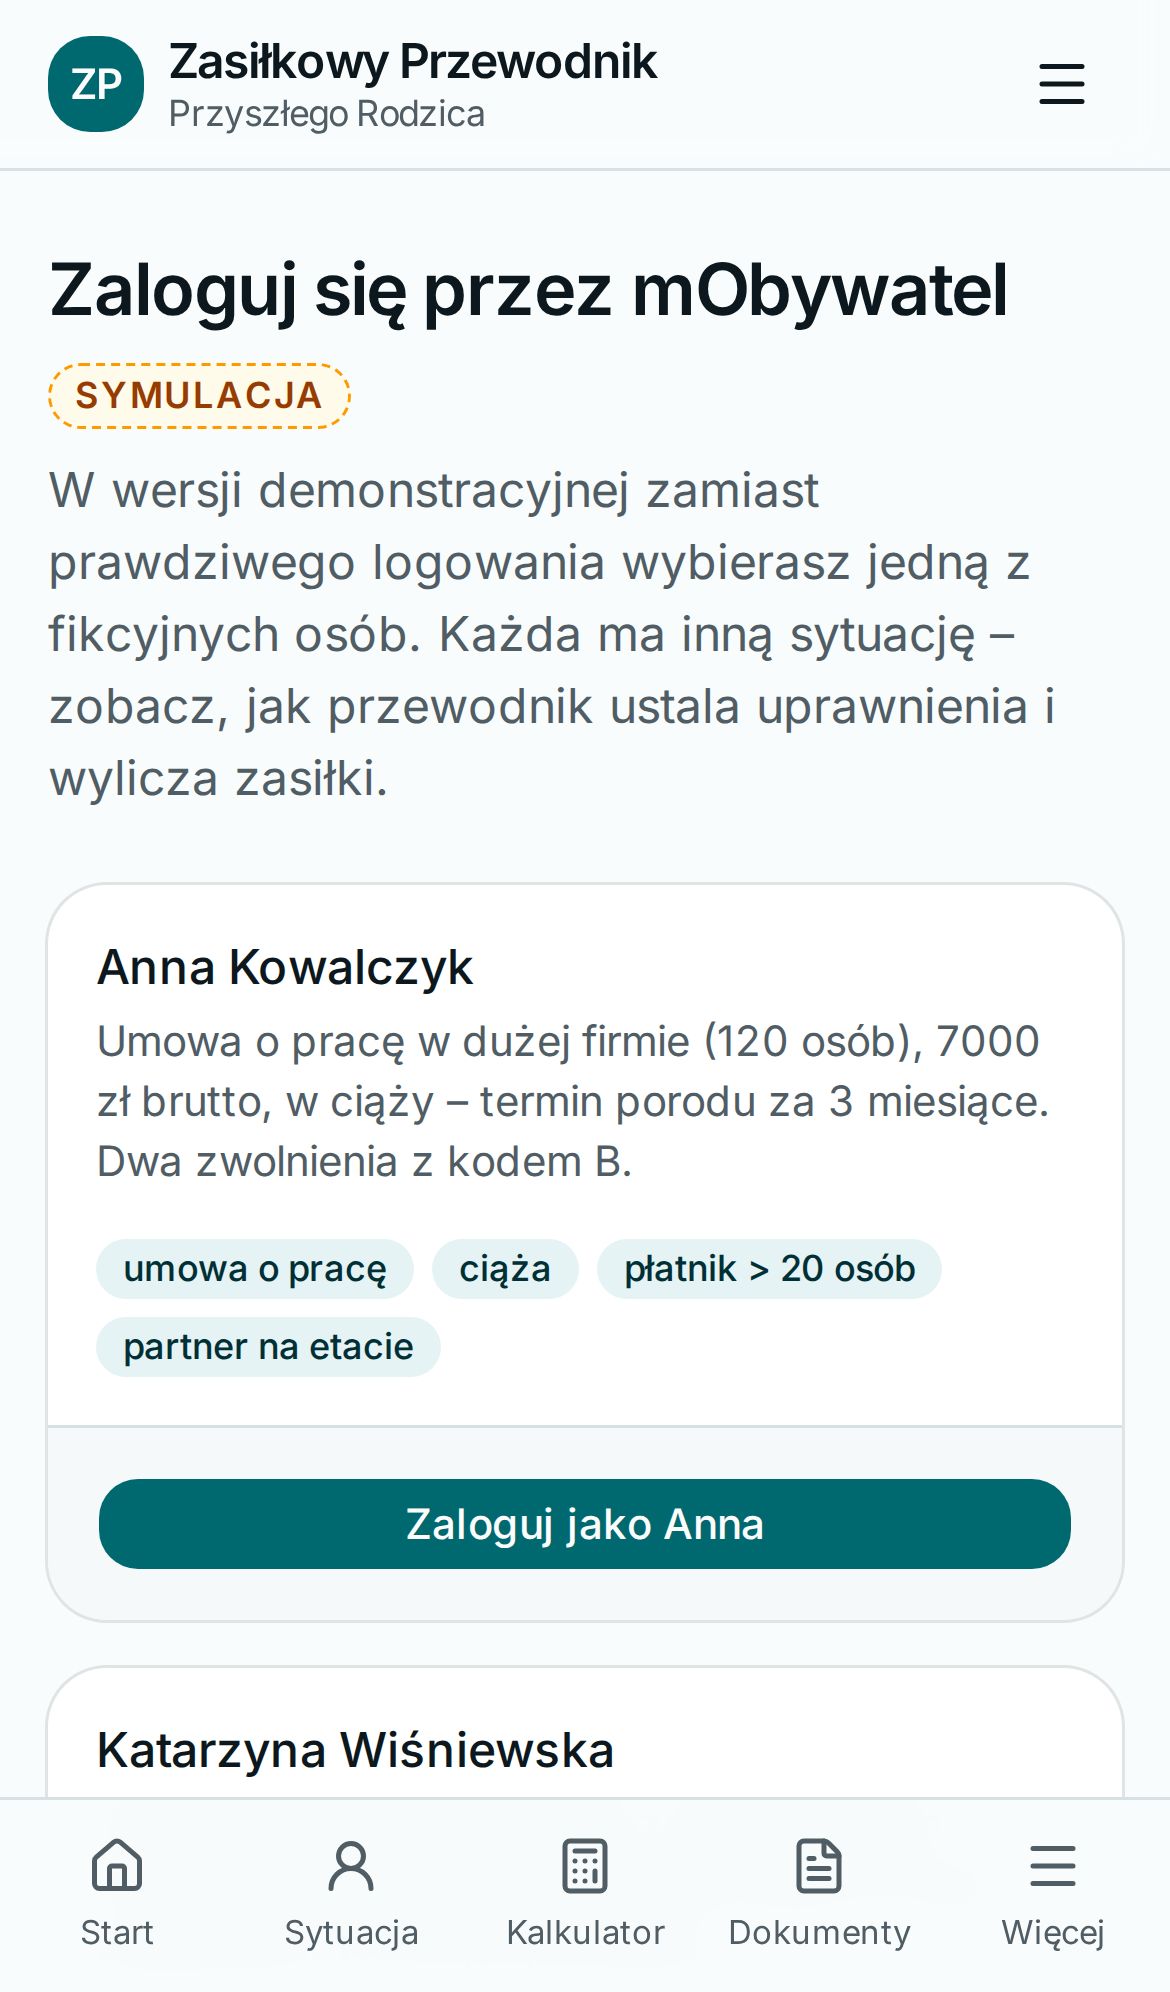 ZP
Zasiłkowy Przewodnik
Przyszłego Rodzica
Zaloguj się przez mObywatel
SYMULACJA
W wersji demonstracyjnej zamiast
prawdziwego logowania wybierasz jedną z
fikcyjnych osób. Każda ma inną sytuację –
zobacz, jak przewodnik ustala uprawnienia i
wylicza zasiłki.
Anna Kowalczyk
Umowa o pracę w dużej firmie (120 osób), 7000
zł brutto, w ciąży – termin porodu za 3 miesiące.
Dwa zwolnienia z kodem B.
umowa o pracę ciąża płatnik > 20 osób
partner na etacie
Zaloguj jako Anna
Katarzyna Wiśniewska
Start Sytuacja Kalkulator Dokumenty Więcej